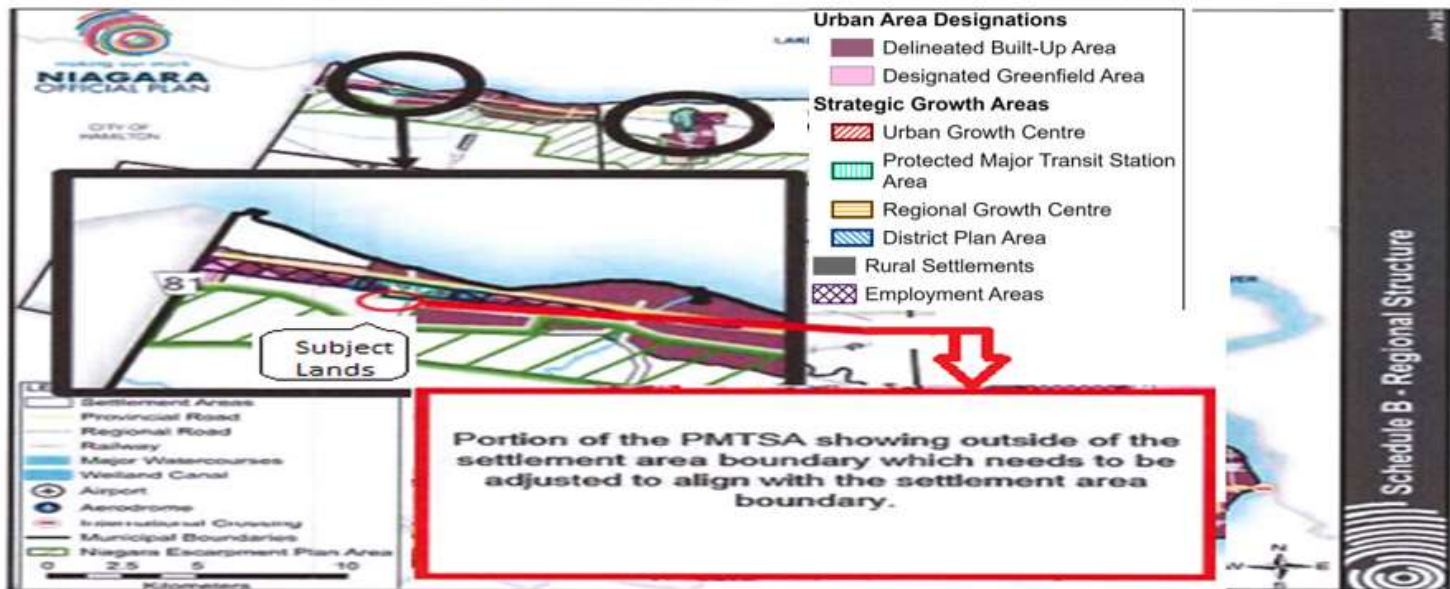 making our mark
NIAGARA
OFFICIAL PLAN
CITY OF
HAMILTON
81
Subject
Lands
Urban Area Designations
Delineated Built-Up Area
Designated Greenfield Area
Strategic Growth Areas
Urban Growth Centre
Protected Major Transit Station
Area
Regional Growth Centre
District Plan Area
Rural Settlements
Employment Areas
Settlement Areas
Provincial Road
Regional Road
Railway
Major Watercourses
Welland Canal
Airport
Aerodrome
International Crossing
Municipal Boundaries
Niagara Escarpment Plan Area
0 2.5 5 10
Kilometers
Portion of the PMTSA showing outside of the
settlement area boundary which needs to be
adjusted to align with the settlement area
boundary.
RIVER
N
W E
S
Schedule B - Regional Structure